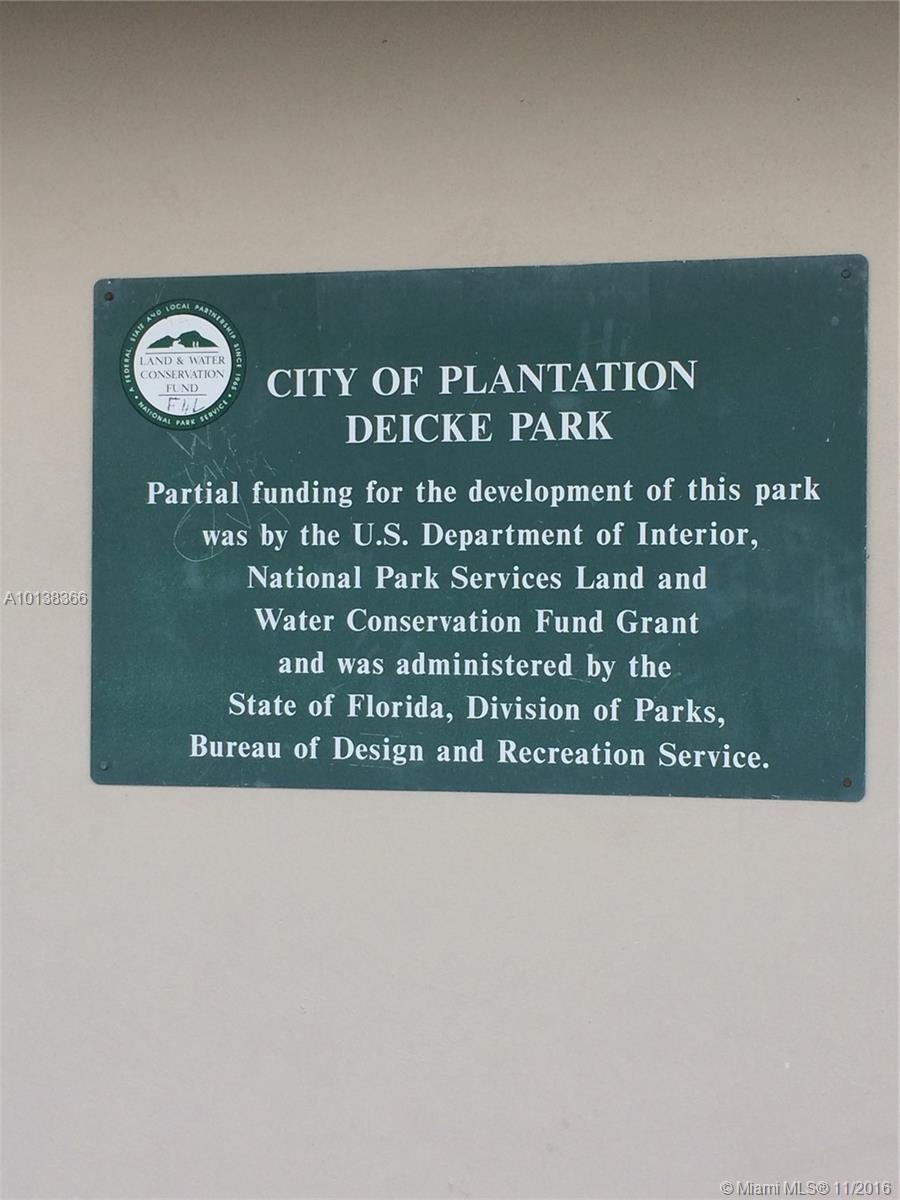 A FEDERAL, STATE AND LOCAL PARTNERSHIP SINCE 1965
LAND & WATER
CONSERVATION
FUND
• NATIONAL PARK SERVICE •
Hi
CITY OF PLANTATION
DEICKE PARK
Partial funding for the development of this park
was by the U.S. Department of Interior,
National Park Services Land and
Water Conservation Fund Grant
and was administered by the
State of Florida, Division of Parks,
Bureau of Design and Recreation Service.
A10138366
© Miami MLS® 11/2016